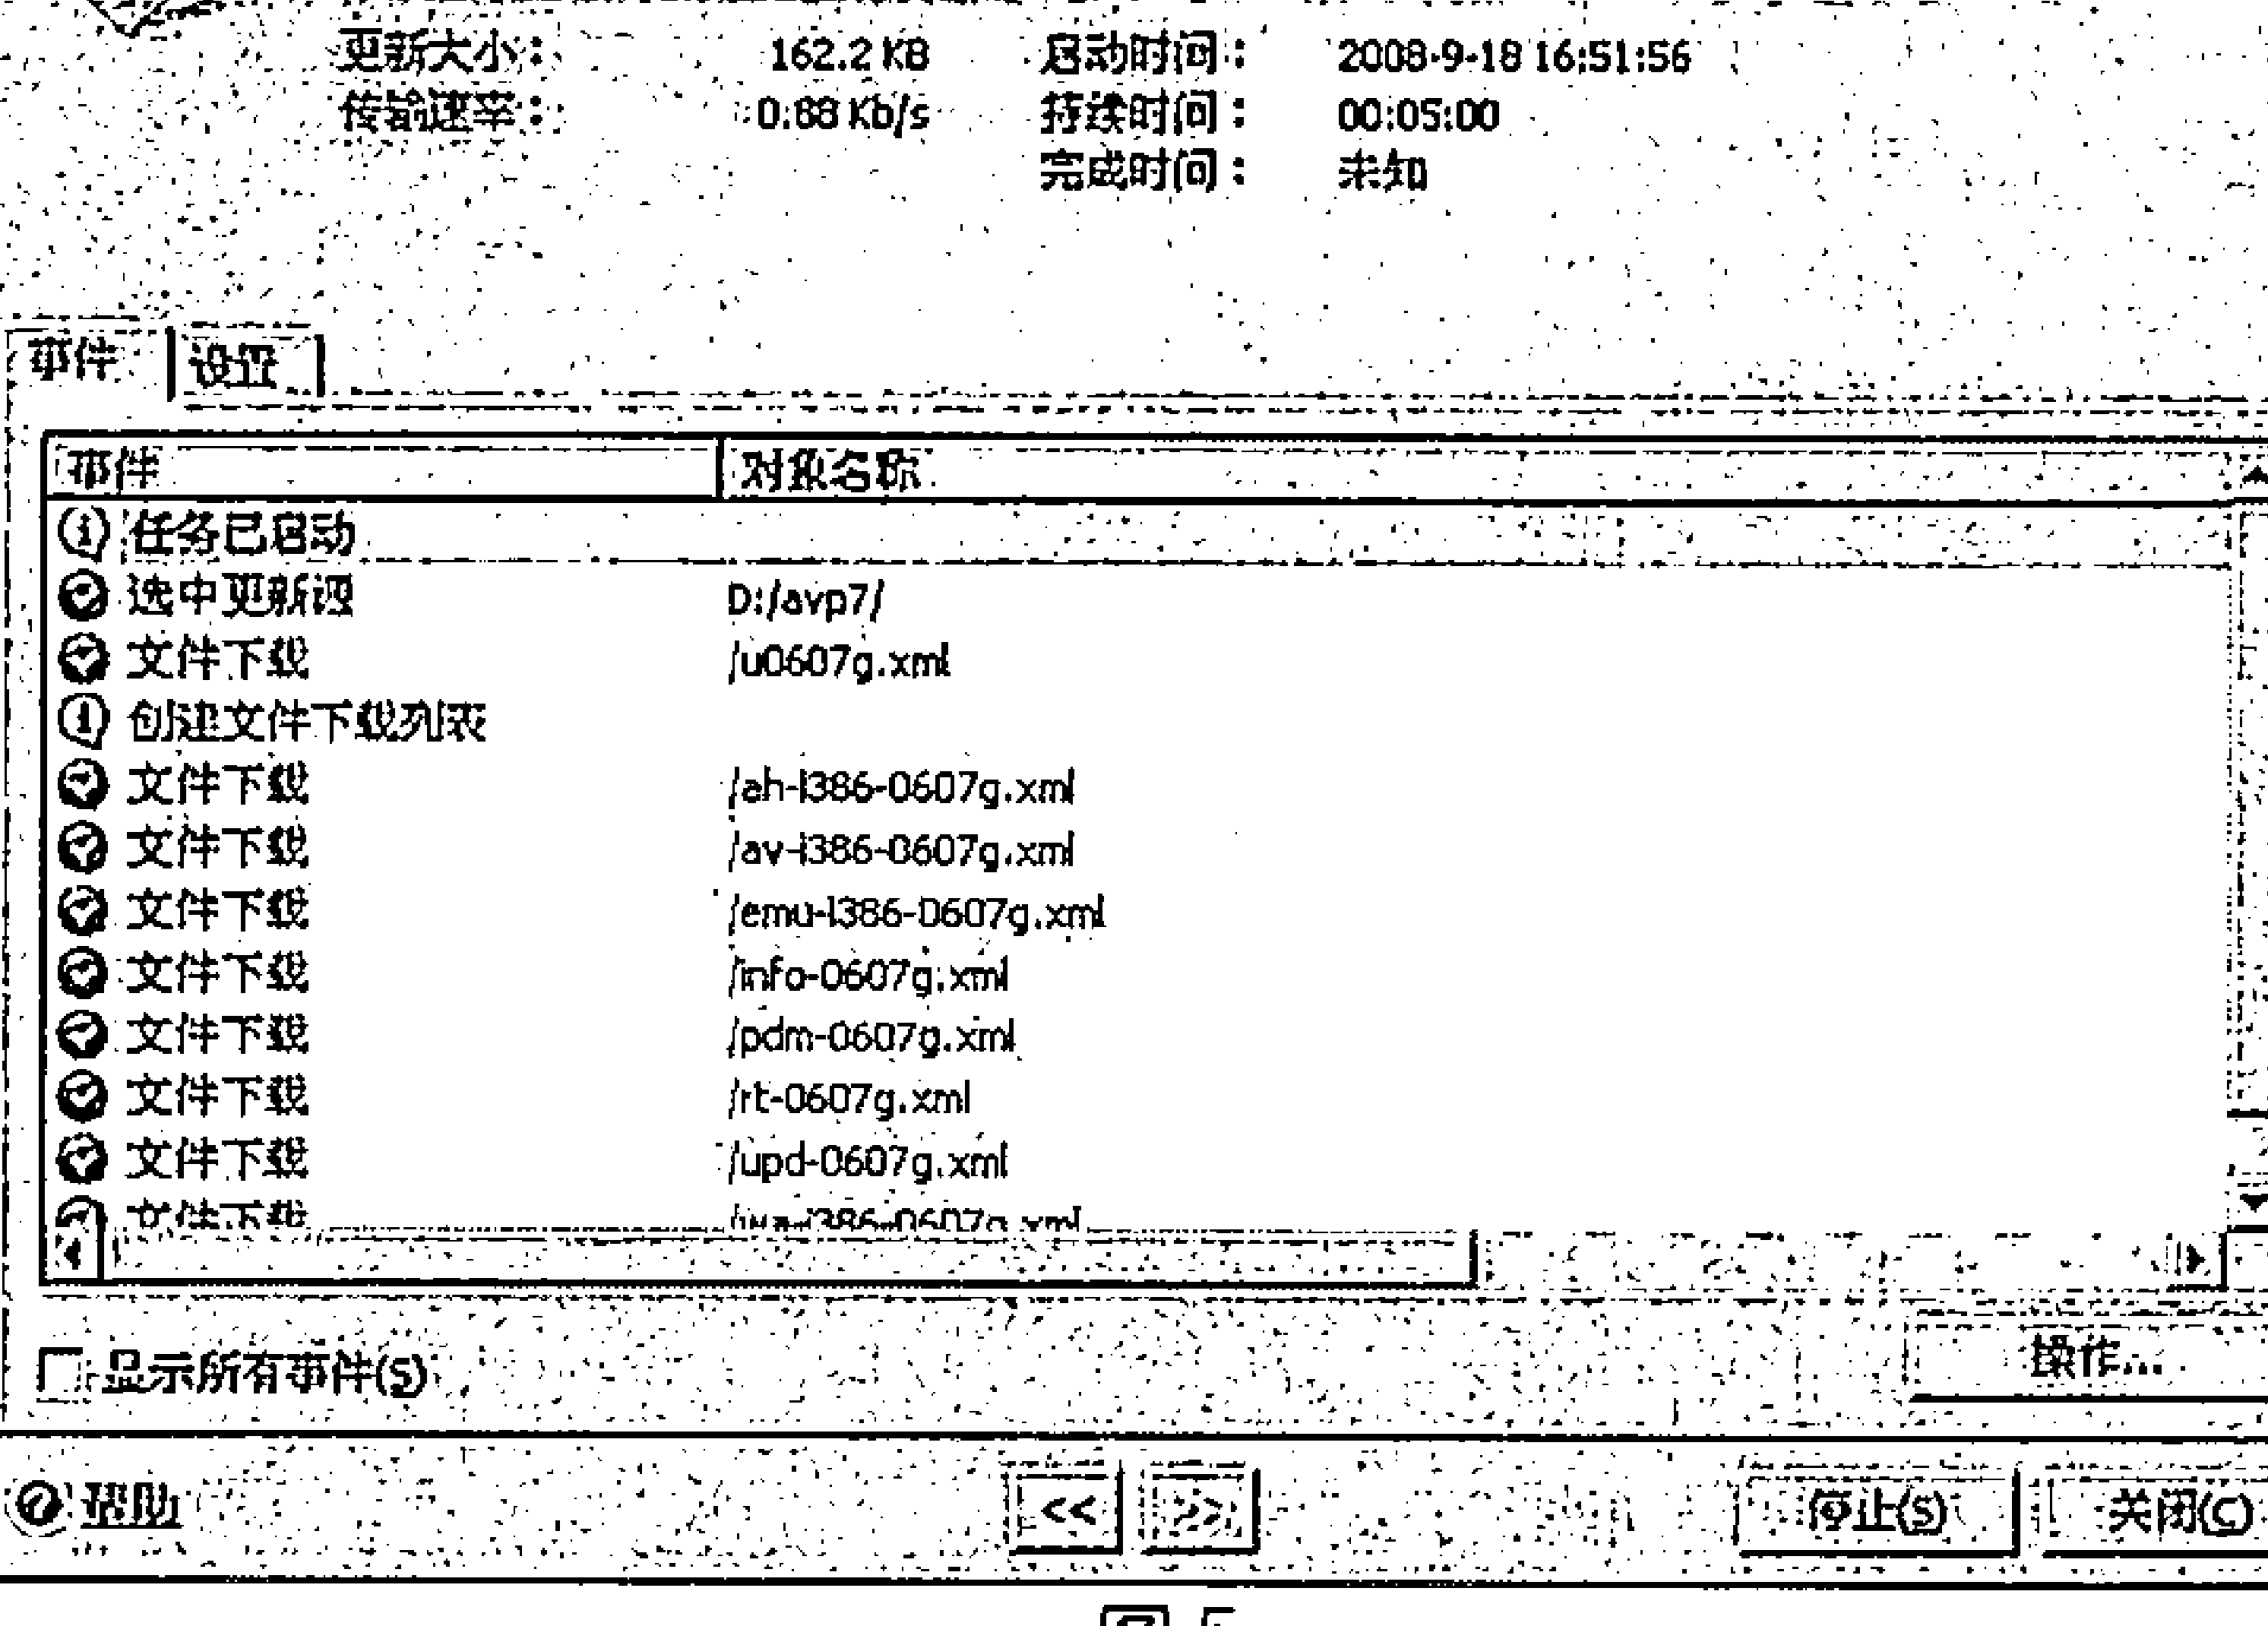 更新大小： 162.2 KB 启动时间： 2008-9-18 16:51:56
传输速率： 0.88 Kb/s 持续时间： 00:05:00
完成时间： 未知
事件 设置
事件 对象名称
任务已启动
选中更新源 D:/avp7/
文件下载 /u0607g.xml
创建文件下载列表
文件下载 /ah-i386-0607g.xml
文件下载 /av-i386-0607g.xml
文件下载 /emu-i386-0607g.xml
文件下载 /info-0607g.xml
文件下载 /pdm-0607g.xml
文件下载 /rt-0607g.xml
文件下载 /upd-0607g.xml
文件下载
显示所有事件(S) 操作...
帮助 << >> 停止(S) 关闭(C)